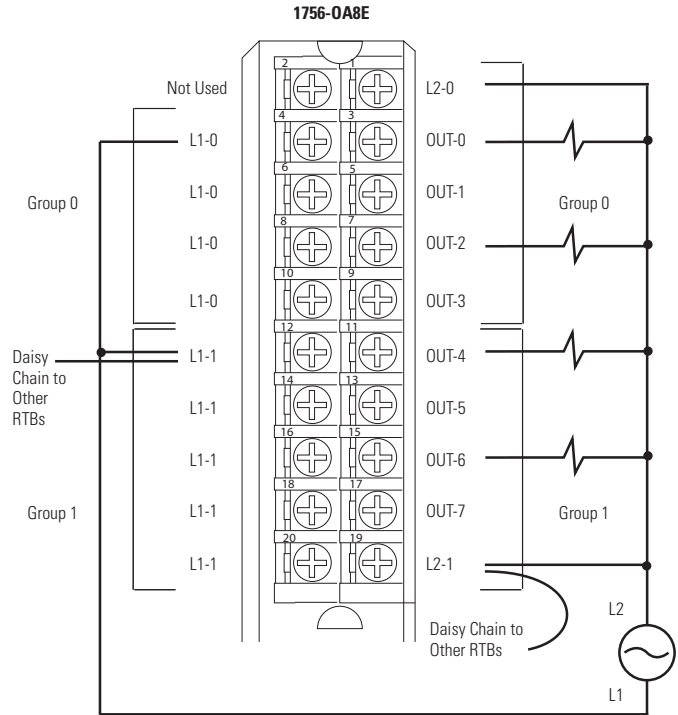 1756-OA8E
Not Used
2
1
L2-0
L1-0
4
3
OUT-0
Group 0
L1-0
6
5
OUT-1
Group 0
L1-0
8
7
OUT-2
L1-0
10
9
OUT-3
Daisy
Chain to
Other
RTBs
L1-1
12
11
OUT-4
L1-1
14
13
OUT-5
L1-1
16
15
OUT-6
Group 1
L1-1
18
17
OUT-7
Group 1
L1-1
20
19
L2-1
Daisy Chain to
Other RTBs
L2
L1